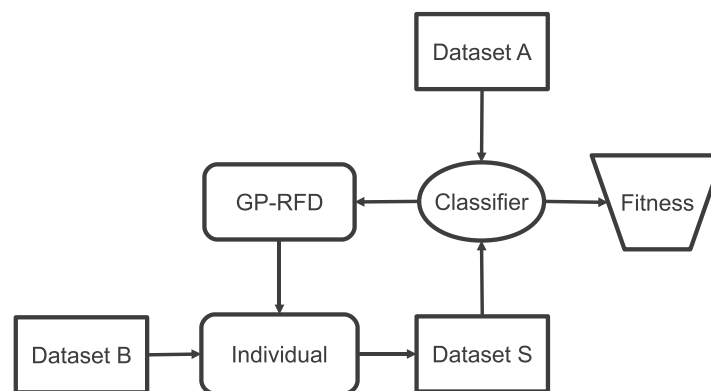 Dataset A
GP-RFD
Classifier
Fitness
Dataset B
Individual
Dataset S